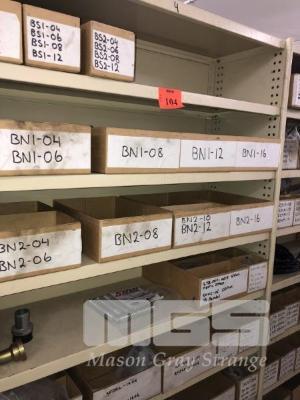 BS1-04
BS1-06
BS1-08
BS1-12
BS2-04
BS2-06
BS2-08
BS2-12
104
BN1-04
BN1-06
BN1-08
BN1-12
BN1-16
BN2-04
BN2-06
BN2-08
BN2-10
BN2-12
BN2-16
MGS
Mason Gray Strange